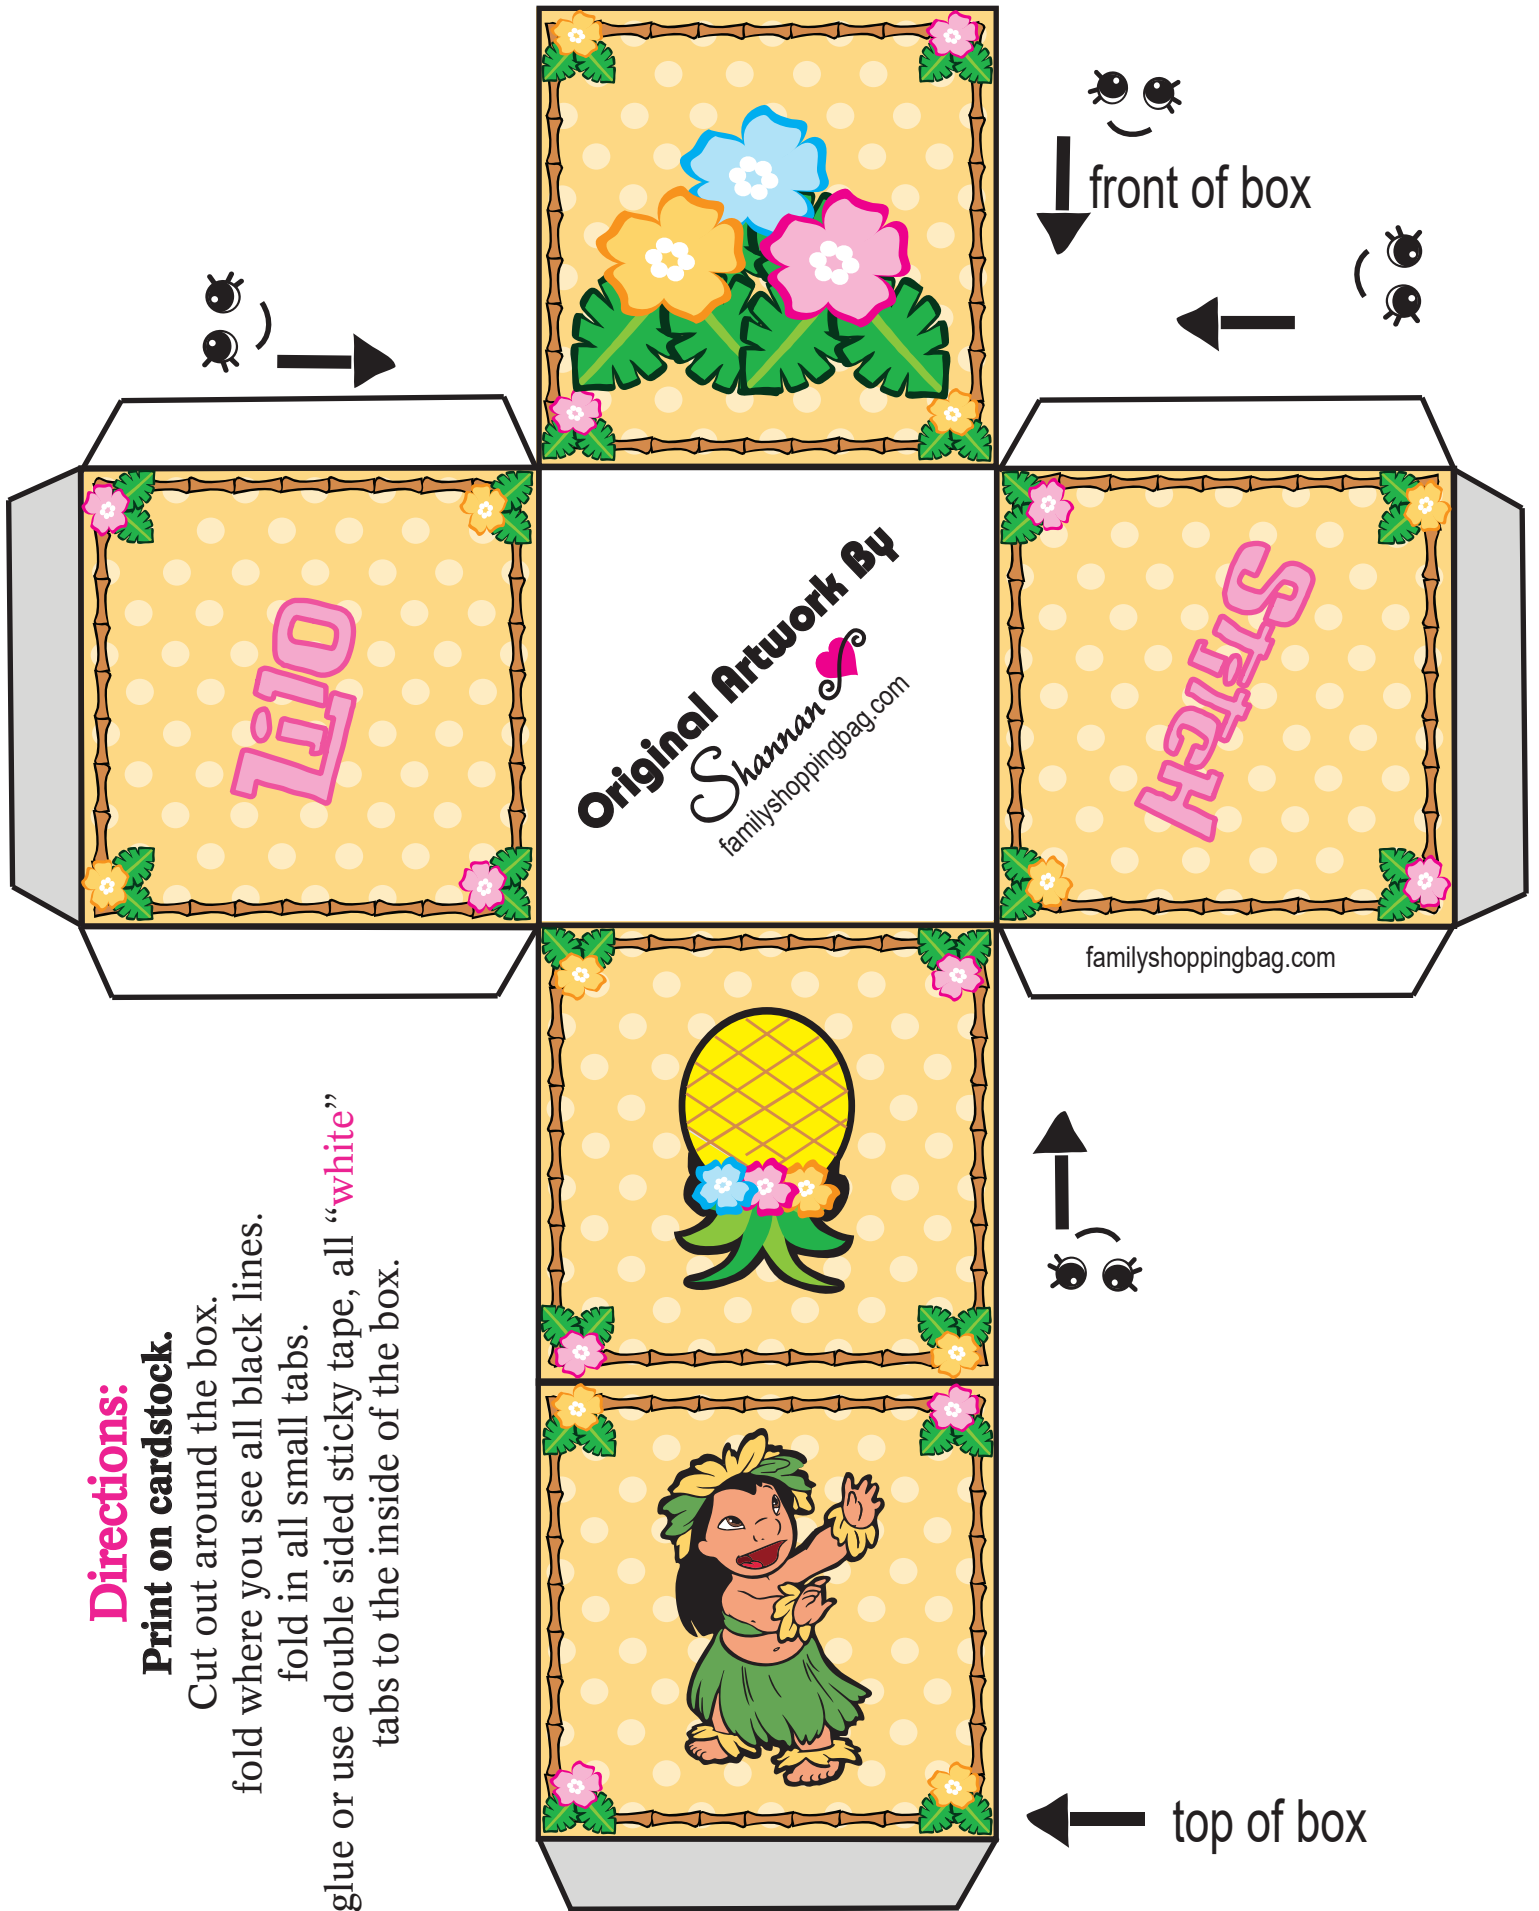 front of box
Lilo
Original Artwork By
Shannan
familyshoppingbag.com
StitcH
familyshoppingbag.com
Directions:
Print on cardstock.
Cut out around the box.
fold where you see all black lines.
fold in all small tabs.
glue or use double sided sticky tape, all “white”
tabs to the inside of the box.
top of box